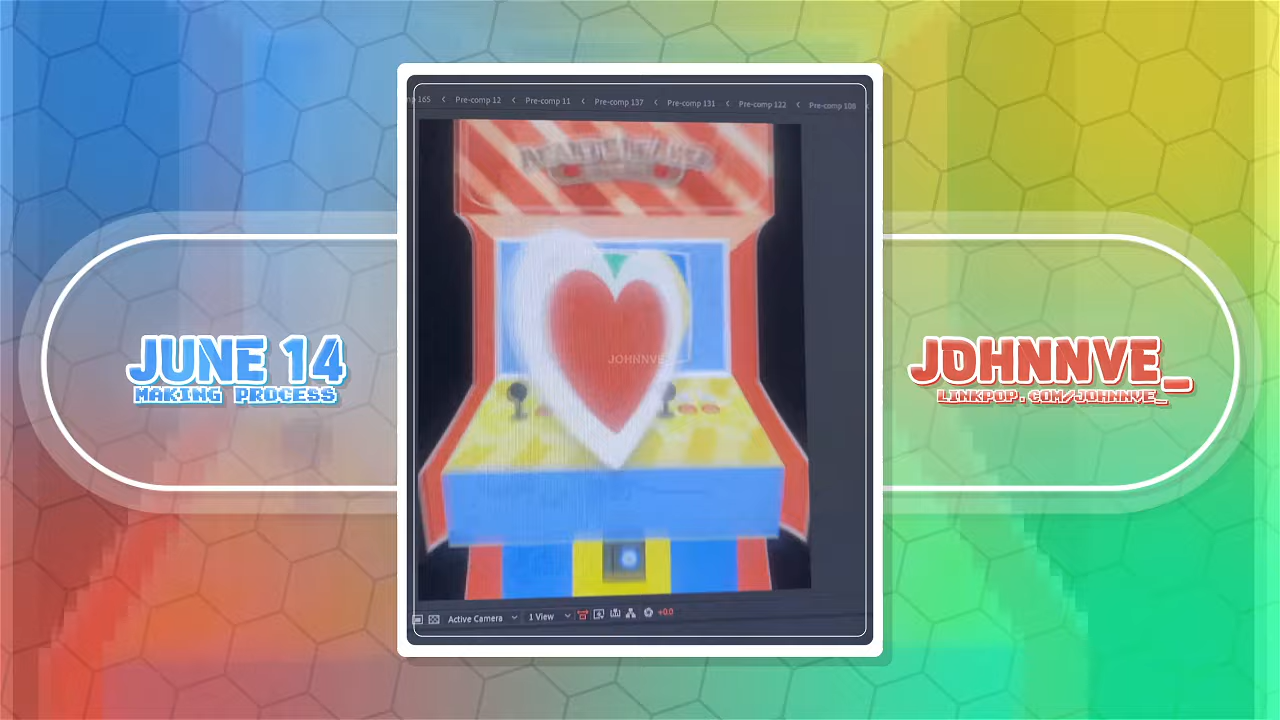 Pre-comp 12 < Pre-comp 11 < Pre-comp 137 < Pre-comp 131 < Pre-comp 122 < Pre-comp 108
JOHNNVE_
JUNE 14
MAKING PROCESS
JOHNNVE_
LINKPOP.COM/JOHNNVE_
Active Camera
1 View
+0.0